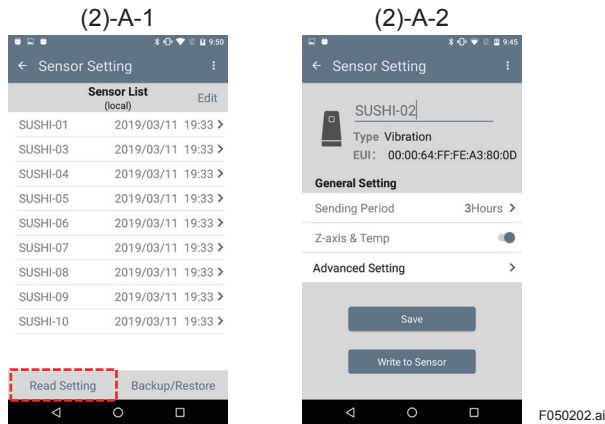 (2)-A-1
9:50
Sensor Setting
Sensor List
(local)
Edit
SUSHI-01 2019/03/11 19:33
SUSHI-03 2019/03/11 19:33
SUSHI-04 2019/03/11 19:33
SUSHI-05 2019/03/11 19:33
SUSHI-06 2019/03/11 19:33
SUSHI-07 2019/03/11 19:33
SUSHI-08 2019/03/11 19:33
SUSHI-09 2019/03/11 19:33
SUSHI-10 2019/03/11 19:33
Read Setting Backup/Restore
(2)-A-2
9:45
Sensor Setting
SUSHI-02
Type Vibration
EUI: 00:00:64:FF:FE:A3:80:0D
General Setting
Sending Period 3Hours
Z-axis & Temp
Advanced Setting
Save
Write to Sensor
F050202.ai